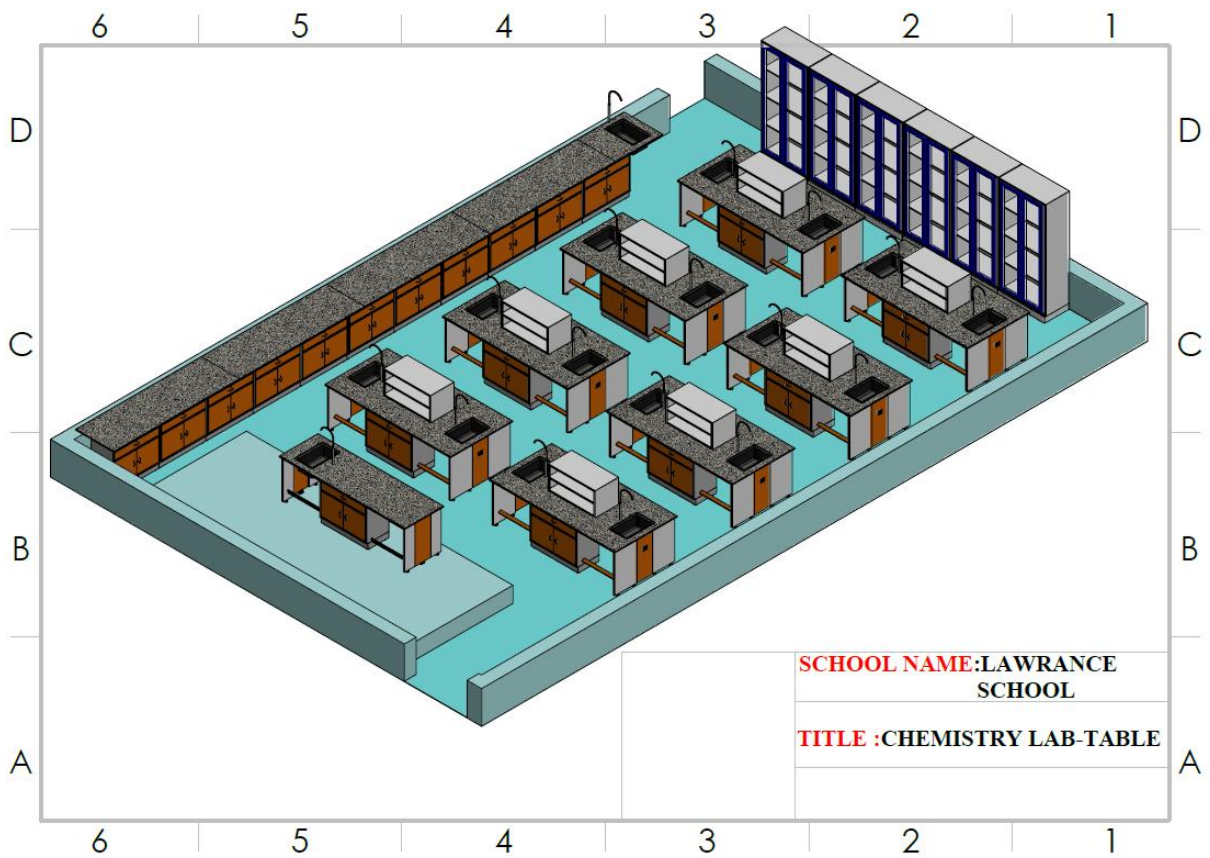 6 5 4 3 2 1
D D
C C
B B
SCHOOL NAME:LAWRANCE
SCHOOL
TITLE :CHEMISTRY LAB-TABLE
A A
6 5 4 3 2 1